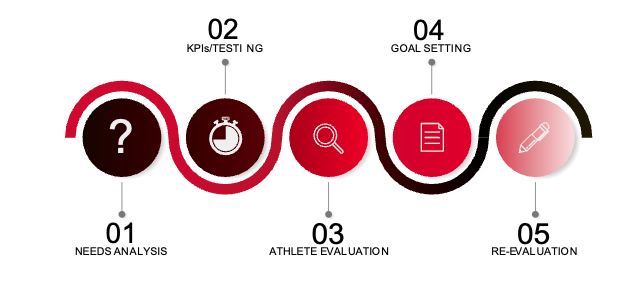 01
NEEDS ANALYSIS
02
KPIs/TESTI NG
03
ATHLETE EVALUATION
04
GOAL SETTING
05
RE-EVALUATION
?